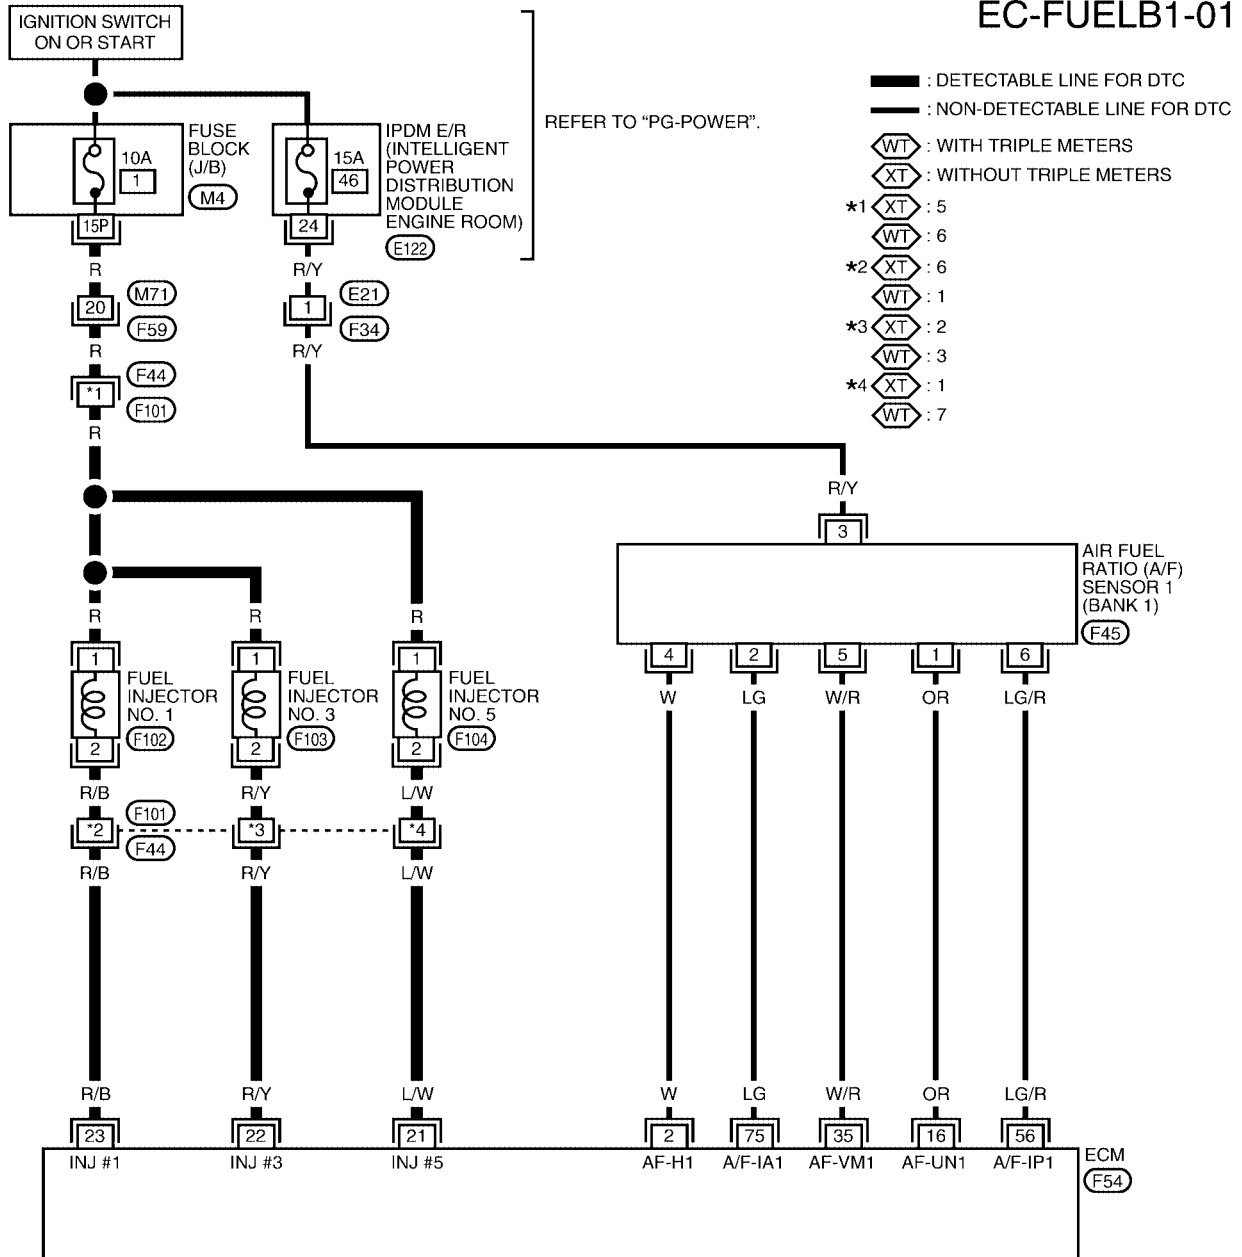 EC-FUELB1-01
IGNITION SWITCH
ON OR START
: DETECTABLE LINE FOR DTC
: NON-DETECTABLE LINE FOR DTC
WT : WITH TRIPLE METERS
XT : WITHOUT TRIPLE METERS
*1 XT : 5
WT : 6
*2 XT : 6
WT : 1
*3 XT : 2
WT : 3
*4 XT : 1
WT : 7
REFER TO "PG-POWER".
10A
1
FUSE
BLOCK
(J/B)
M4
15A
46
IPDM E/R
(INTELLIGENT
POWER
DISTRIBUTION
MODULE
ENGINE ROOM)
E122
15P
24
R
R/Y
20
M71
F59
1
E21
F34
R
R/Y
*1
F44
F101
R
R/Y
3
AIR FUEL
RATIO (A/F)
SENSOR 1
(BANK 1)
F45
R
R
R
1
1
1
FUEL
INJECTOR
NO. 1
F102
FUEL
INJECTOR
NO. 3
F103
FUEL
INJECTOR
NO. 5
F104
2
2
2
4
2
5
1
6
W
LG
W/R
OR
LG/R
R/B
R/Y
L/W
*2
F101
F44
*3
*4
R/B
R/Y
L/W
R/B
R/Y
L/W
W
LG
W/R
OR
LG/R
23
22
21
2
75
35
16
56
INJ #1
INJ #3
INJ #5
AF-H1
A/F-IA1
AF-VM1
AF-UN1
A/F-IP1
ECM
F54